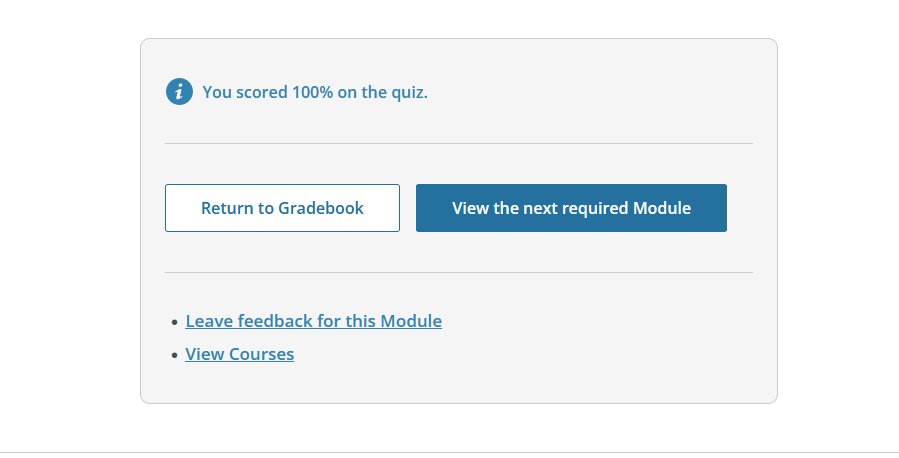 You scored 100% on the quiz.
Return to Gradebook
View the next required Module
Leave feedback for this Module
View Courses